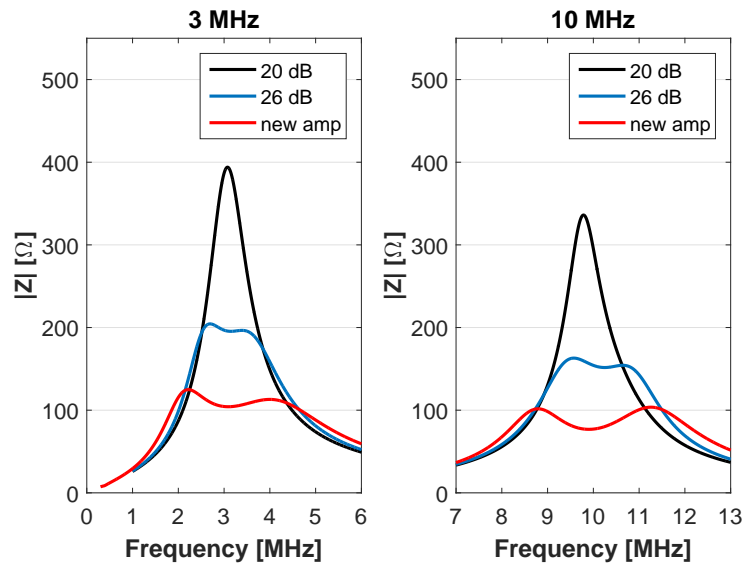 3 MHz
20 dB
26 dB
new amp
500
400
300
200
100
0
|Z| [Ω]
0 1 2 3 4 5 6
Frequency [MHz]
10 MHz
20 dB
26 dB
new amp
500
400
300
200
100
0
|Z| [Ω]
7 8 9 10 11 12 13
Frequency [MHz]